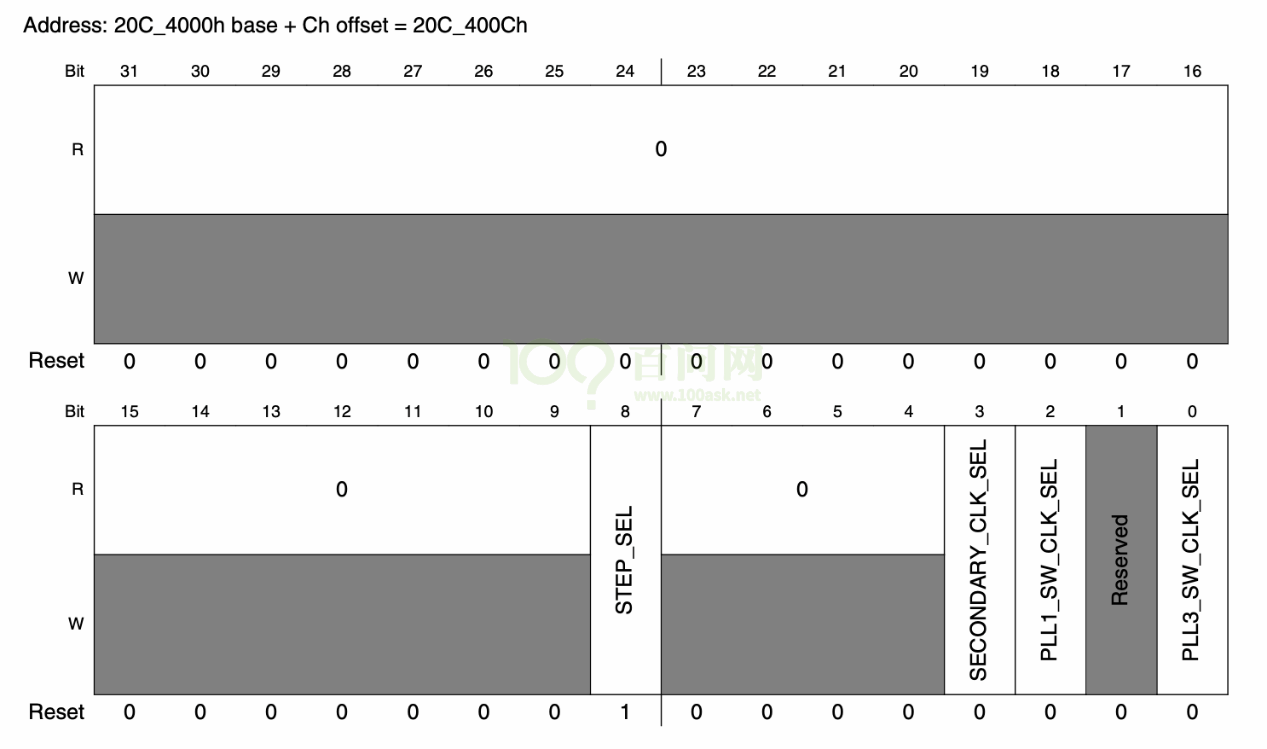 Address: 20C_4000h base + Ch offset = 20C_400Ch
Bit 31 30 29 28 27 26 25 24 23 22 21 20 19 18 17 16
R 0
W
Reset 0 0 0 0 0 0 0 0 0 0 0 0 0 0 0 0
100? 百问网
www.100ask.net
Bit 15 14 13 12 11 10 9 8 7 6 5 4 3 2 1 0
R 0 0
STEP_SEL
SECONDARY_CLK_SEL
PLL1_SW_CLK_SEL
Reserved
PLL3_SW_CLK_SEL
W
Reset 0 0 0 0 0 0 0 1 0 0 0 0 0 0 0 0